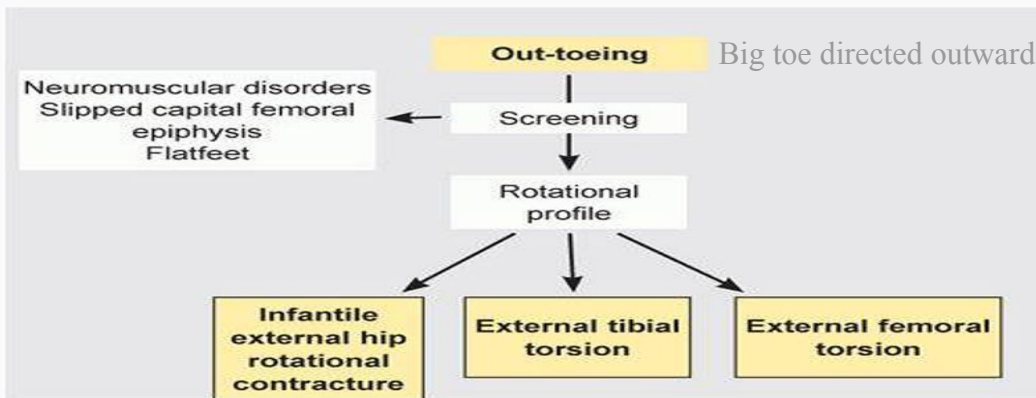 Out-toeing
Big toe directed outward
Neuromuscular disorders
Slipped capital femoral
epiphysis
Flatfeet
Screening
Rotational
profile
Infantile
external hip
rotational
contracture
External tibial
torsion
External femoral
torsion